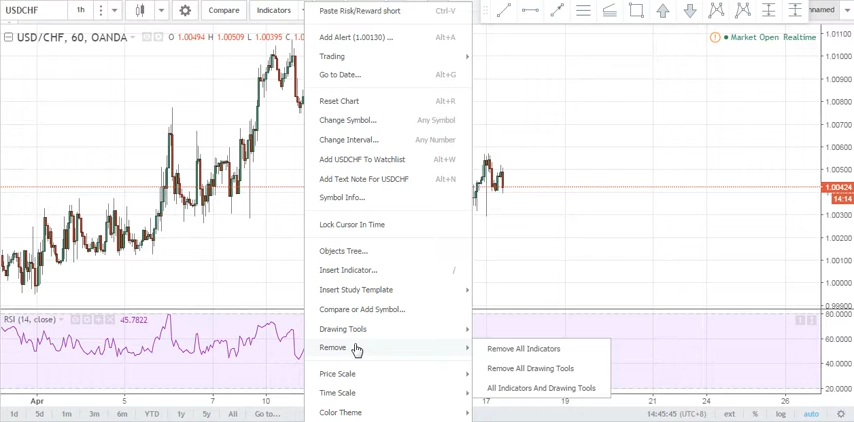 USDCHF 1h Compare Indicators nnamed
USD/CHF, 60, OANDA O 1.00494 H 1.00509 L 1.00395 C 1.0
Market Open Realtime
Paste Risk/Reward short Ctrl-V
Add Alert (1.00130) ... Alt+A
Trading
Go to Date... Alt+G
Reset Chart Alt+R
Change Symbol... Any Symbol
Change Interval... Any Number
Add USDCHF To Watchlist Alt+W
Add Text Note For USDCHF Alt+N
Symbol Info...
Lock Cursor In Time
Objects Tree...
Insert Indicator... /
Insert Study Template
Compare or Add Symbol...
Drawing Tools
Remove
Price Scale
Time Scale
Color Theme
Remove All Indicators
Remove All Drawing Tools
All Indicators And Drawing Tools
1.01100
1.00900
1.00700
1.00600
1.00500
1.00424
14:14
1.00300
1.00200
1.00100
1.00000
0.99900
RSI (14, close) 45.7822
80.0000
60.0000
40.0000
20.0000
Apr 5 7 10 17 19 21 24 26
1d 5d 1m 3m 6m YTD 1y 5y All Go to... 14:45:45 (UTC+8) ext % log auto